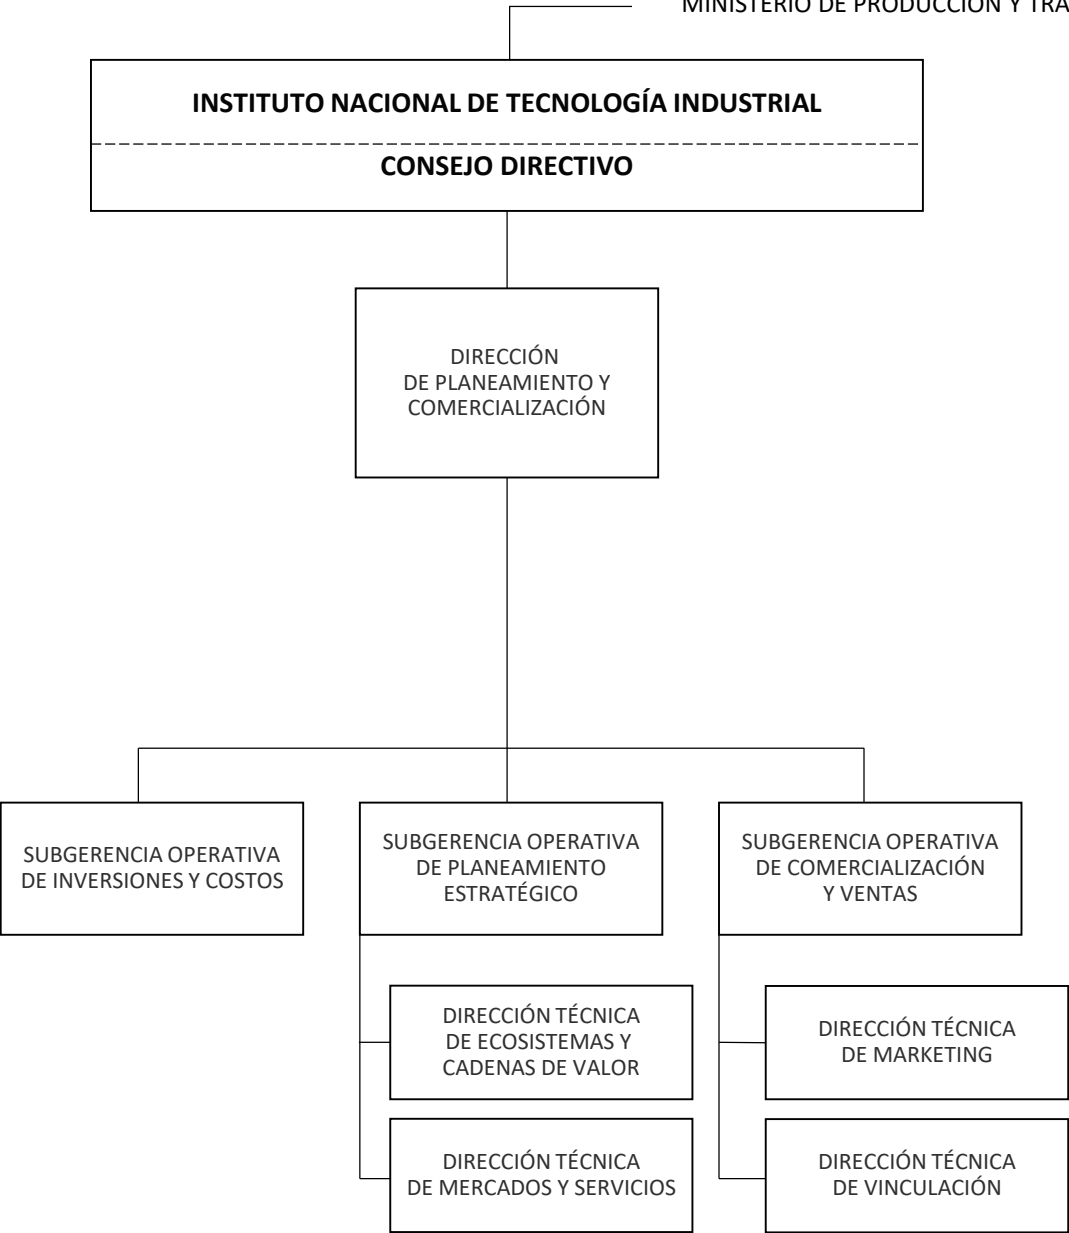 MINISTERIO DE PRODUCCIÓN Y
INSTITUTO NACIONAL DE TECNOLOGÍA INDUSTRIAL
CONSEJO DIRECTIVO
DIRECCIÓN
DE PLANEAMIENTO Y
COMERCIALIZACIÓN
SUBGERENCIA OPERATIVA
DE INVERSIONES Y COSTOS
SUBGERENCIA OPERATIVA
DE PLANEAMIENTO
ESTRATÉGICO
SUBGERENCIA OPERATIVA
DE COMERCIALIZACIÓN
Y VENTAS
DIRECCIÓN TÉCNICA
DE ECOSISTEMAS Y
CADENAS DE VALOR
DIRECCIÓN TÉCNICA
DE MERCADOS Y SERVICIOS
DIRECCIÓN TÉCNICA
DE MARKETING
DIRECCIÓN TÉCNICA
DE VINCULACIÓN